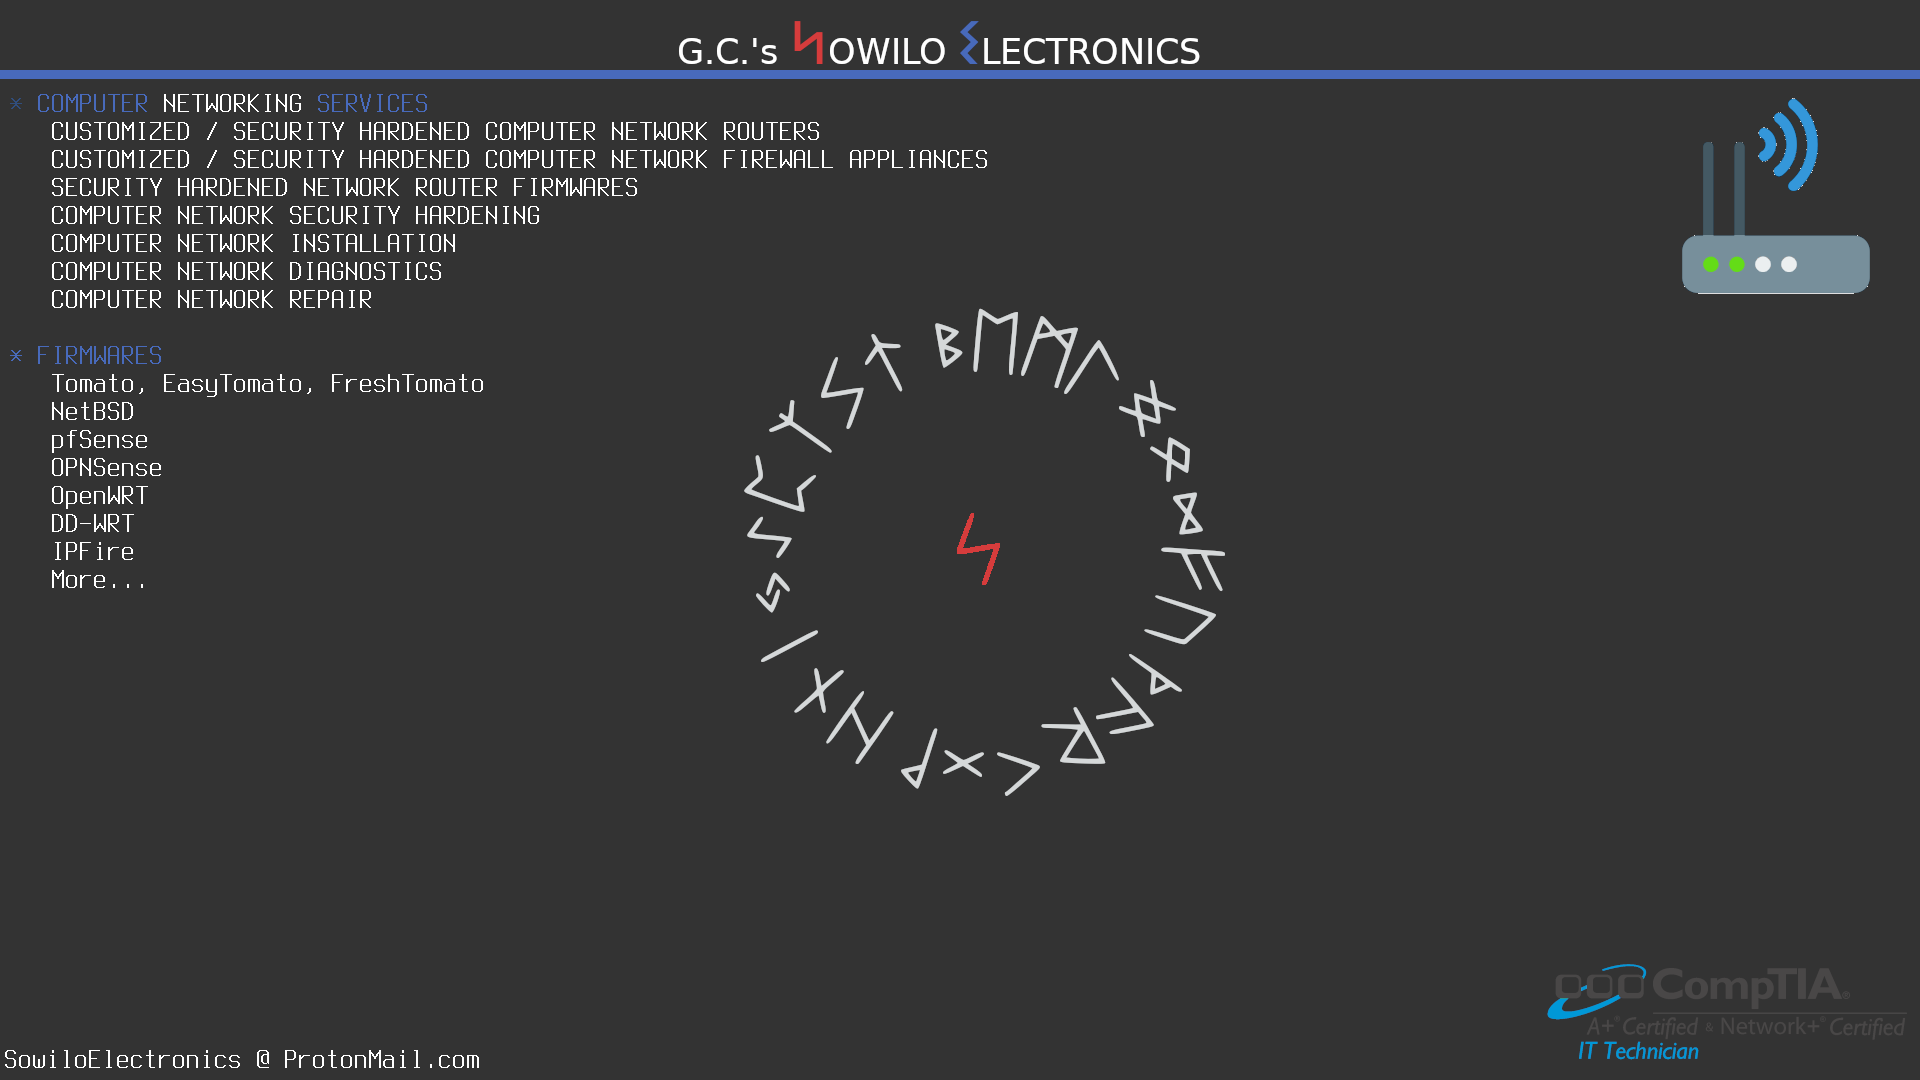 G.C.'s SOWILO ELECTRONICS
* COMPUTER NETWORKING SERVICES
CUSTOMIZED / SECURITY HARDENED COMPUTER NETWORK ROUTERS
CUSTOMIZED / SECURITY HARDENED COMPUTER NETWORK FIREWALL APPLIANCES
SECURITY HARDENED NETWORK ROUTER FIRMWARES
COMPUTER NETWORK SECURITY HARDENING
COMPUTER NETWORK INSTALLATION
COMPUTER NETWORK DIAGNOSTICS
COMPUTER NETWORK REPAIR
* FIRMWARES
Tomato, EasyTomato, FreshTomato
NetBSD
pfSense
OPNSense
OpenWRT
DD-WRT
IPFire
More...
ᛋ
CompTIA®
A+® Certified & Network+® Certified
IT Technician
SowiloElectronics @ ProtonMail.com